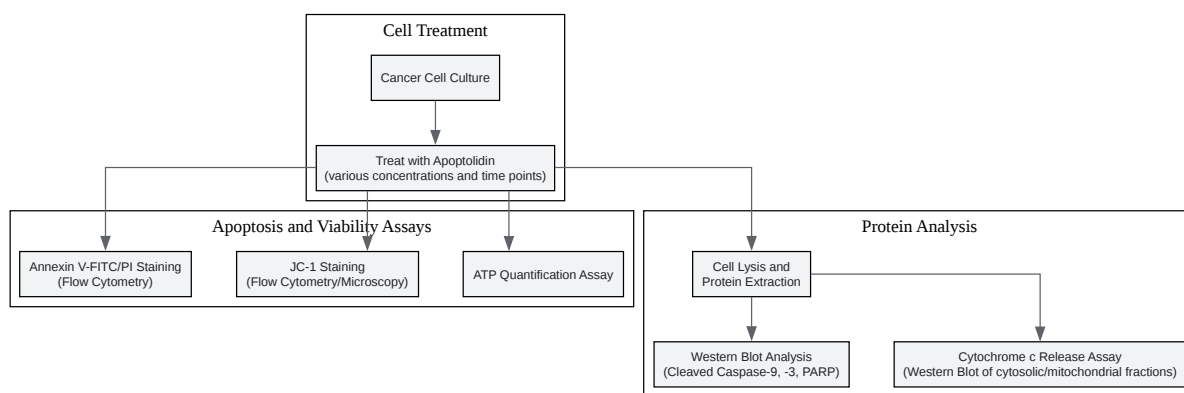 Cell Treatment
Cancer Cell Culture
Treat with Apoptolidin
(various concentrations and time points)
Apoptosis and Viability Assays
Annexin V-FITC/PI Staining
(Flow Cytometry)
JC-1 Staining
(Flow Cytometry/Microscopy)
ATP Quantification Assay
Protein Analysis
Cell Lysis and
Protein Extraction
Western Blot Analysis
(Cleaved Caspase-9, -3, PARP)
Cytochrome c Release Assay
(Western Blot of cytosolic/mitochondrial fractions)